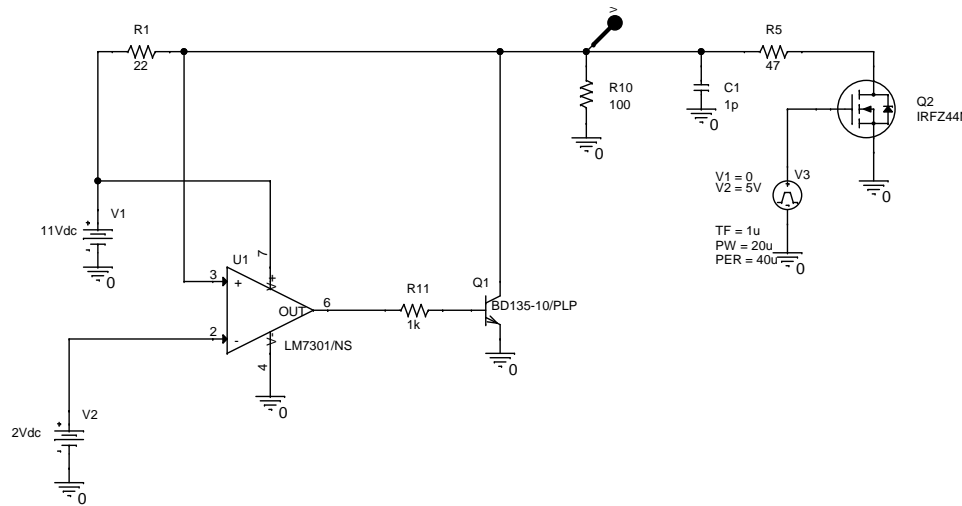 V
R1
22
R10
100
C1
1p
R5
47
Q2
IRFZ44N
0
0
0
V1 = 0
V2 = 5V
V3
TF = 1u
PW = 20u
PER = 40u
0
V1
11Vdc
0
U1
7
V+
3
+
OUT
6
2
-
V-
4
LM7301/NS
0
R11
1k
Q1
BD135-10/PLP
0
V2
2Vdc
0